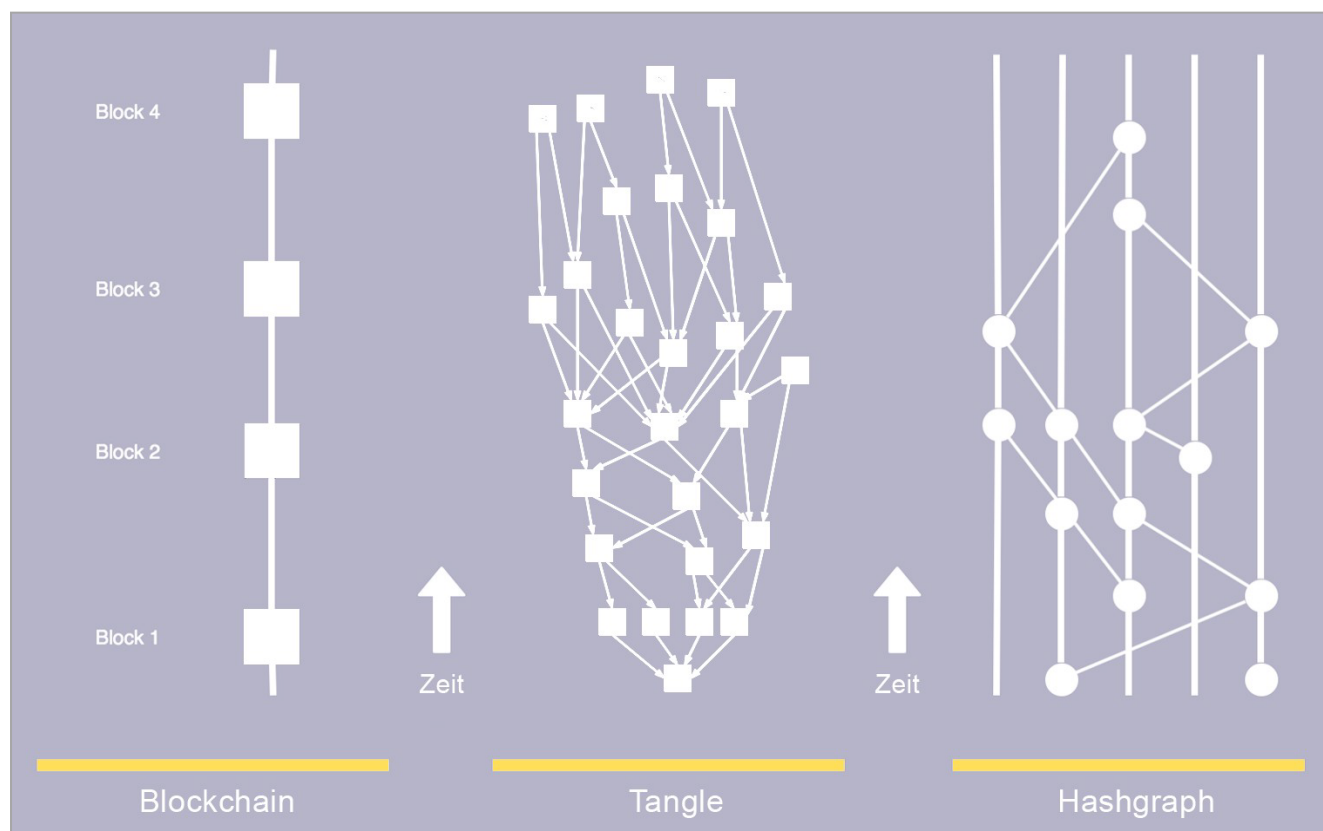 Block 4
Block 3
Block 2
Block 1
Zeit
Zeit
Blockchain
Tangle
Hashgraph